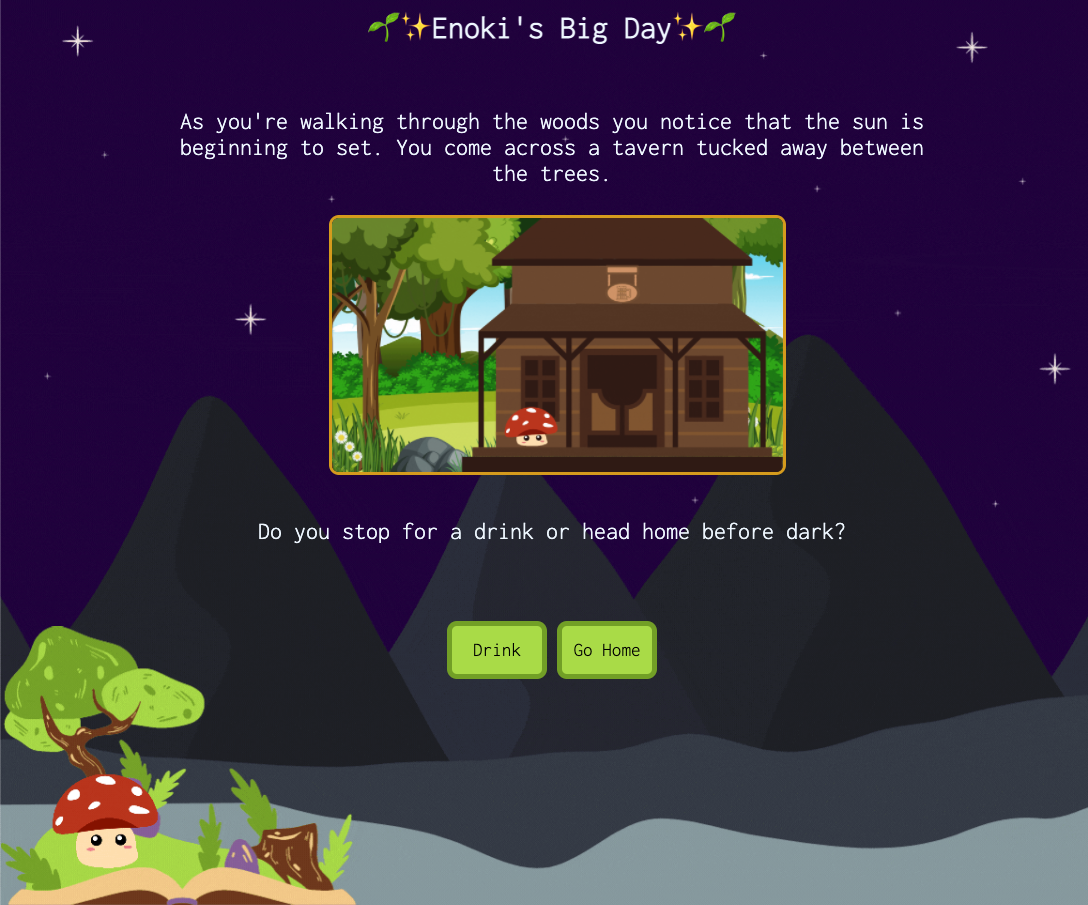 🌱✨Enoki's Big Day✨🌱
As you're walking through the woods you notice that the sun is
beginning to set. You come across a tavern tucked away between
the trees.
Do you stop for a drink or head home before dark?
Drink
Go Home